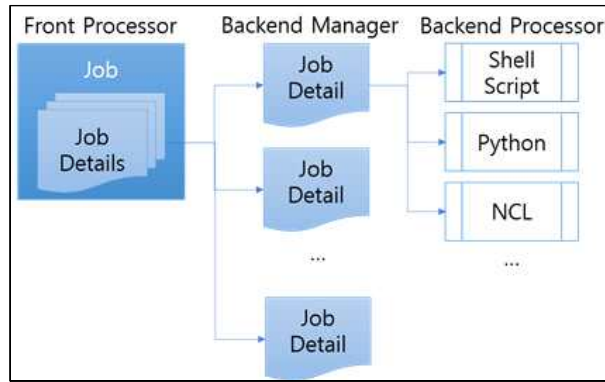 Front Processor
Backend Manager
Backend Processor
Job
Job
Details
Job
Detail
Job
Detail
...
Job
Detail
Shell
Script
Python
NCL
...